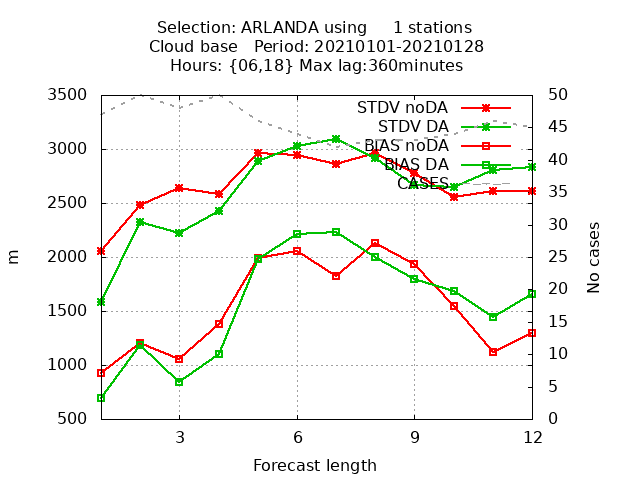 Selection: ARLANDA using 1 stations
Cloud base Period: 20210101-20210128
Hours: {06,18} Max lag:360minutes
STDV noDA
STDV DA
BIAS noDA
BIAS DA
CASES
3500
3000
2500
2000
1500
1000
500
m
50
45
40
35
30
25
20
15
10
5
0
No cases
3 6 9 12
Forecast length